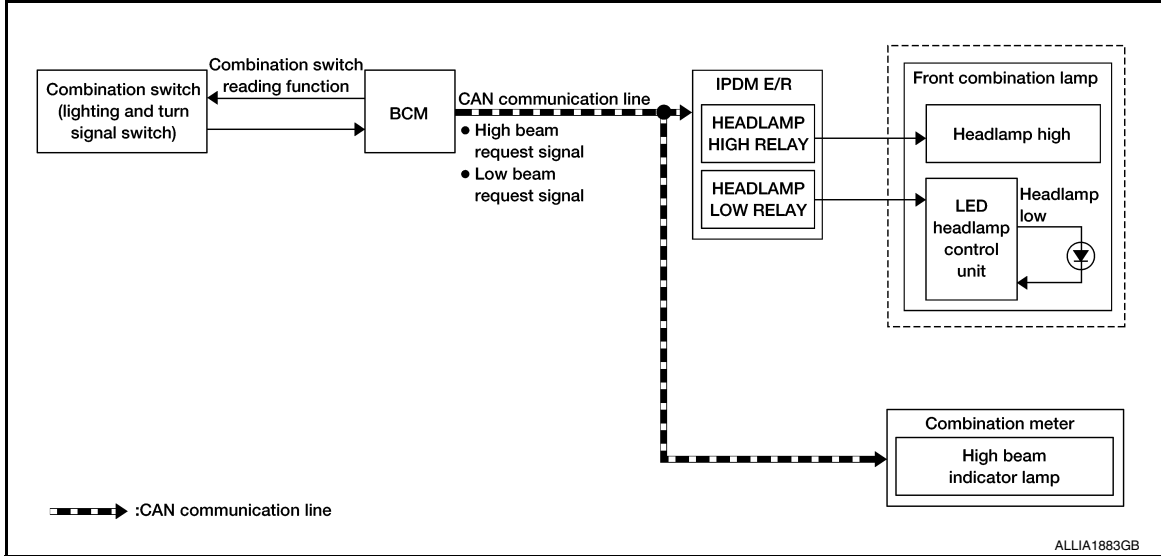 Combination switch
(lighting and turn
signal switch)
Combination switch
reading function
BCM
CAN communication line
● High beam
request signal
● Low beam
request signal
IPDM E/R
HEADLAMP
HIGH RELAY
HEADLAMP
LOW RELAY
Front combination lamp
Headlamp high
LED
headlamp
control
unit
Headlamp
low
Combination meter
High beam
indicator lamp
:CAN communication line
ALLIA1883GB